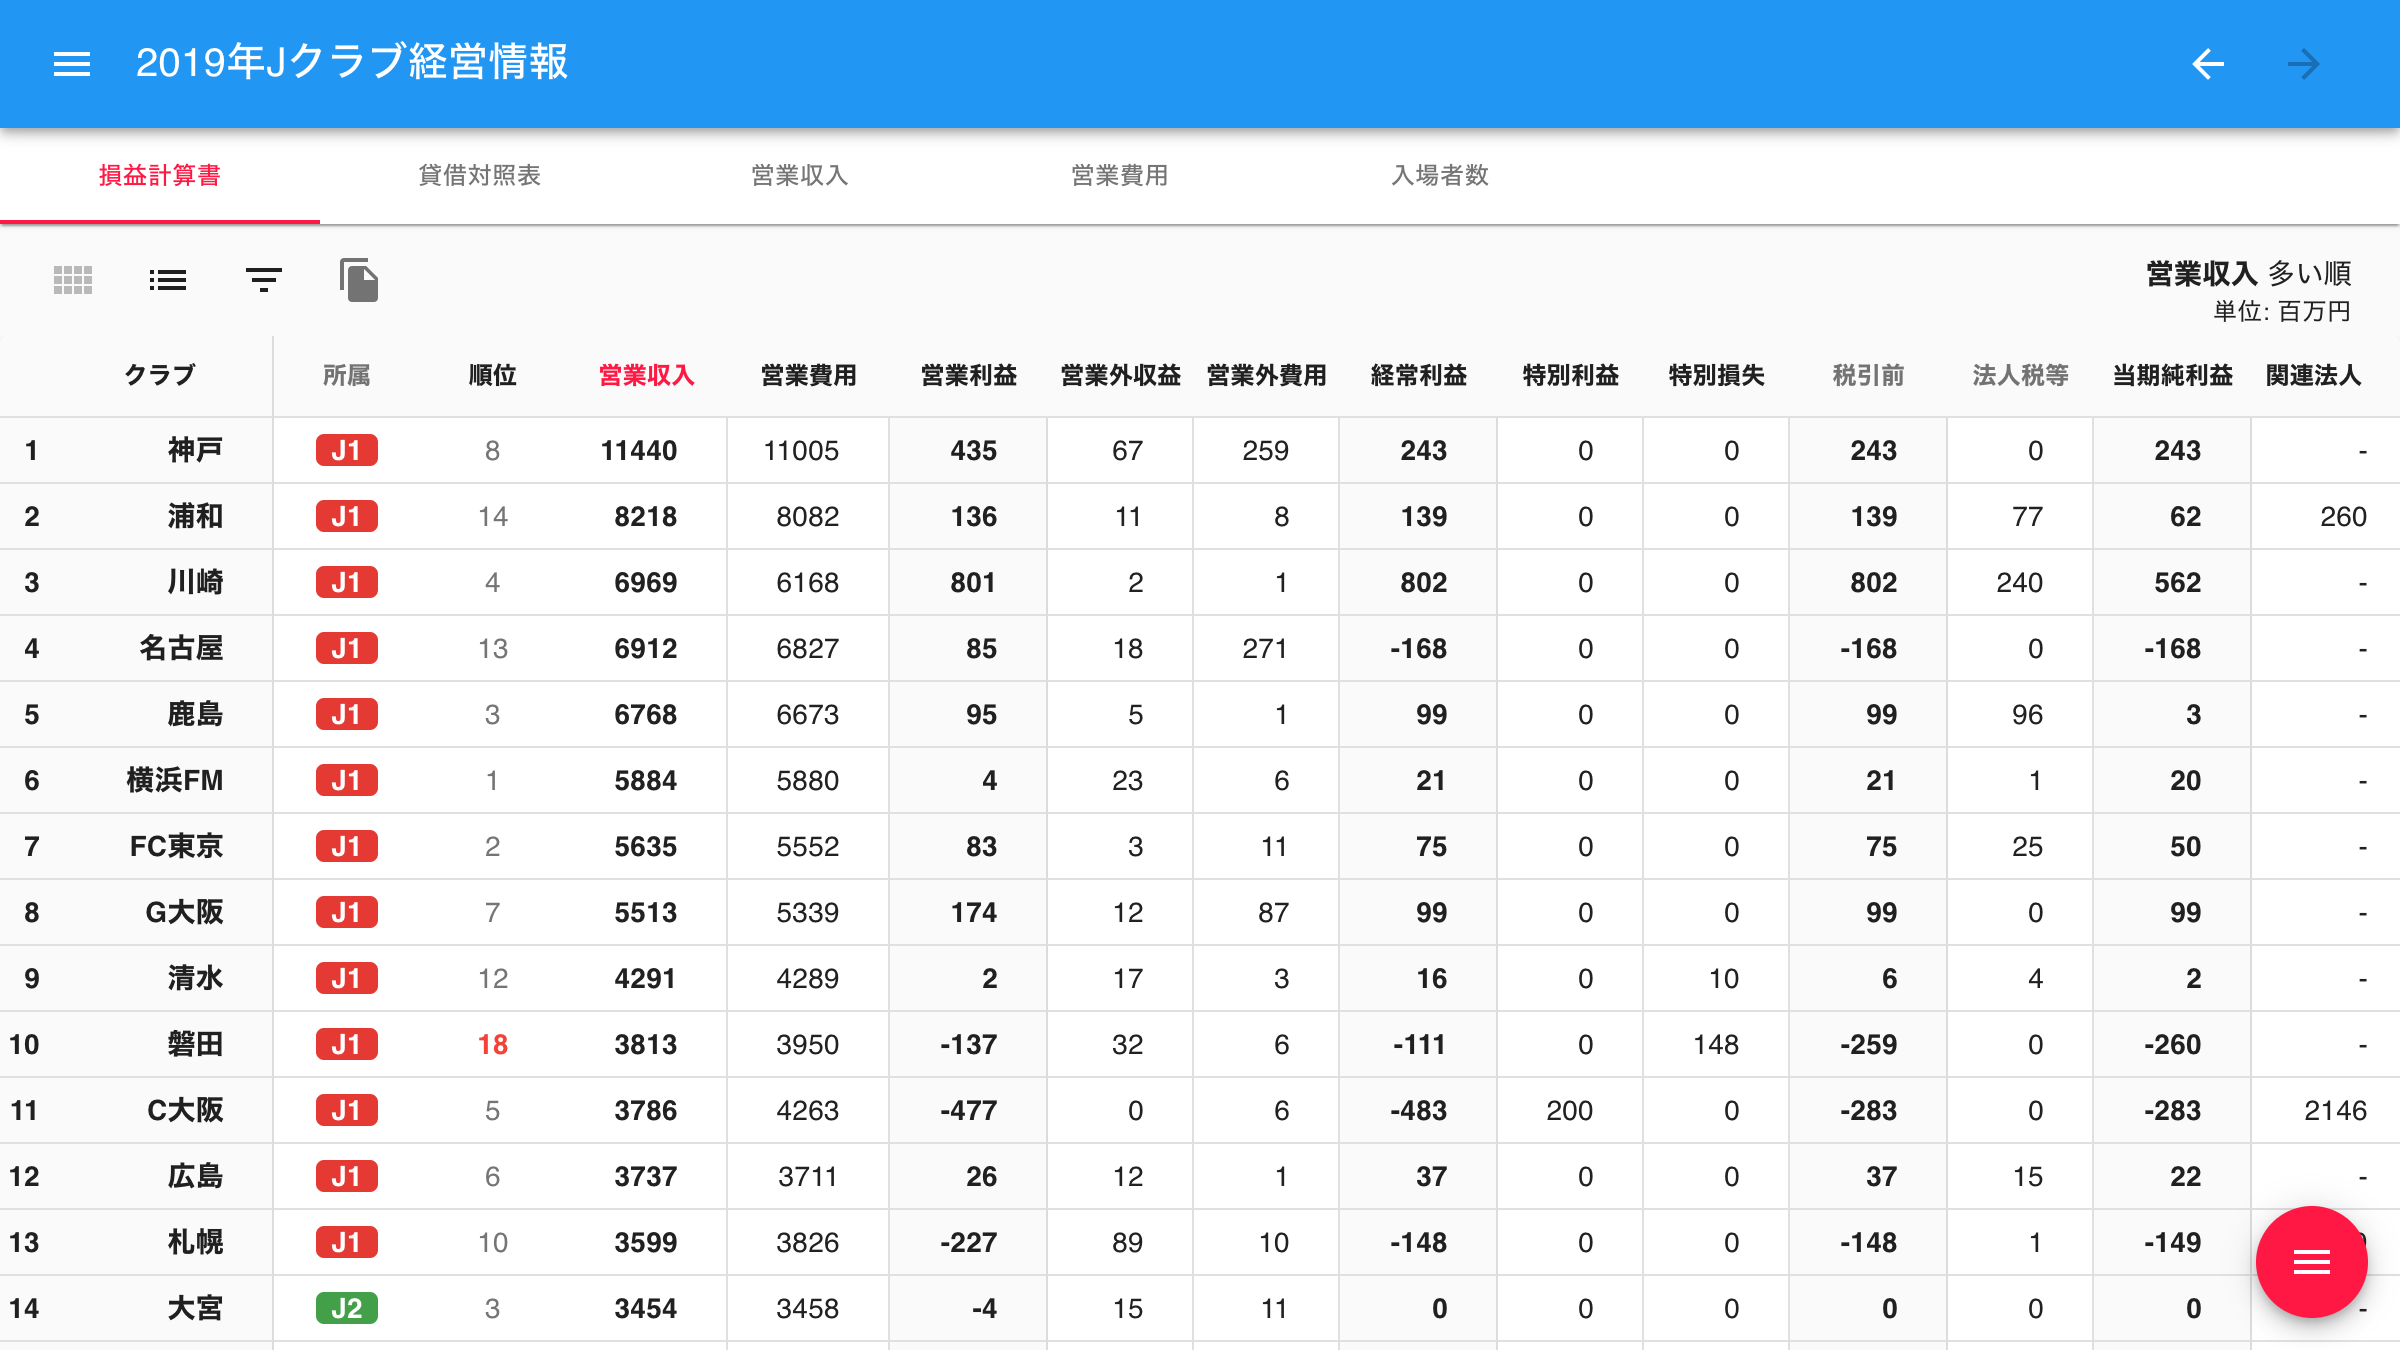 2019年Jクラブ経営情報
損益計算書 貸借対照表 営業収入 営業費用 入場者数
営業収入 多い順
単位: 百万円
クラブ 所属 順位 営業収入 営業費用 営業利益 営業外収益 営業外費用 経常利益 特別利益 特別損失 税引前 法人税等 当期純利益 関連法人
1 神戸 J1 8 11440 11005 435 67 259 243 0 0 243 0 243 -
2 浦和 J1 14 8218 8082 136 11 8 139 0 0 139 77 62 260
3 川崎 J1 4 6969 6168 801 2 1 802 0 0 802 240 562 -
4 名古屋 J1 13 6912 6827 85 18 271 -168 0 0 -168 0 -168 -
5 鹿島 J1 3 6768 6673 95 5 1 99 0 0 99 96 3 -
6 横浜FM J1 1 5884 5880 4 23 6 21 0 0 21 1 20 -
7 FC東京 J1 2 5635 5552 83 3 11 75 0 0 75 25 50 -
8 G大阪 J1 7 5513 5339 174 12 87 99 0 0 99 0 99 -
9 清水 J1 12 4291 4289 2 17 3 16 0 10 6 4 2 -
10 磐田 J1 18 3813 3950 -137 32 6 -111 0 148 -259 0 -260 -
11 C大阪 J1 5 3786 4263 -477 0 6 -483 200 0 -283 0 -283 2146
12 広島 J1 6 3737 3711 26 12 1 37 0 0 37 15 22 -
13 札幌 J1 10 3599 3826 -227 89 10 -148 0 0 -148 1 -149
14 大宮 J2 3 3454 3458 -4 15 11 0 0 0 0 0 0 -